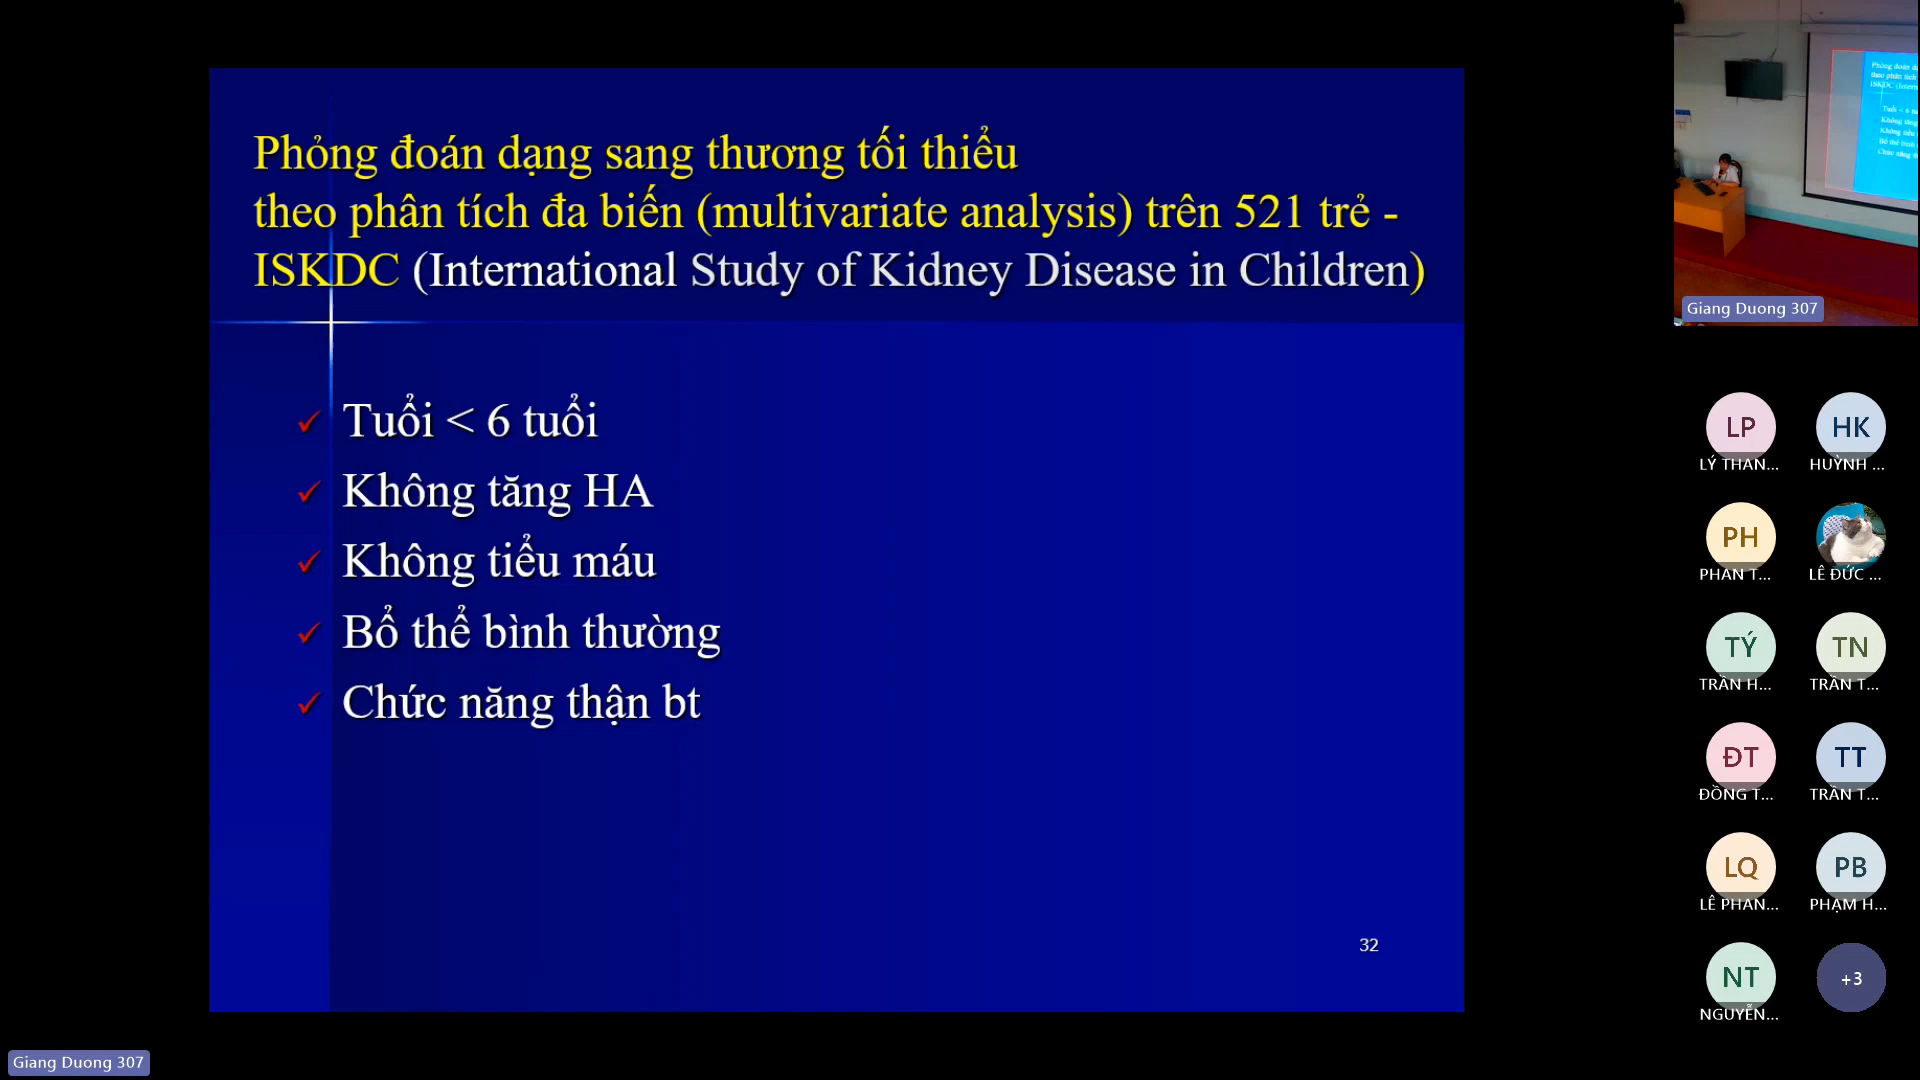 Phỏng đoán dạng sang thương tối thiểu
theo phân tích đa biến (multivariate analysis) trên 521 trẻ -
ISKDC (International Study of Kidney Disease in Children)
✓ Tuổi < 6 tuổi
✓ Không tăng HA
✓ Không tiểu máu
✓ Bổ thể bình thường
✓ Chức năng thận bt
32
Giang Duong 307
Giang Duong 307
LP
LÝ THAN...
HK
HUỲNH ...
PH
PHAN T...
LÊ ĐỨC ...
TÝ
TRẦN H...
TN
TRẦN T...
ĐT
ĐỒNG T...
TT
TRẦN T...
LQ
LÊ PHAN...
PB
PHẠM H...
NT
NGUYỄN...
+3